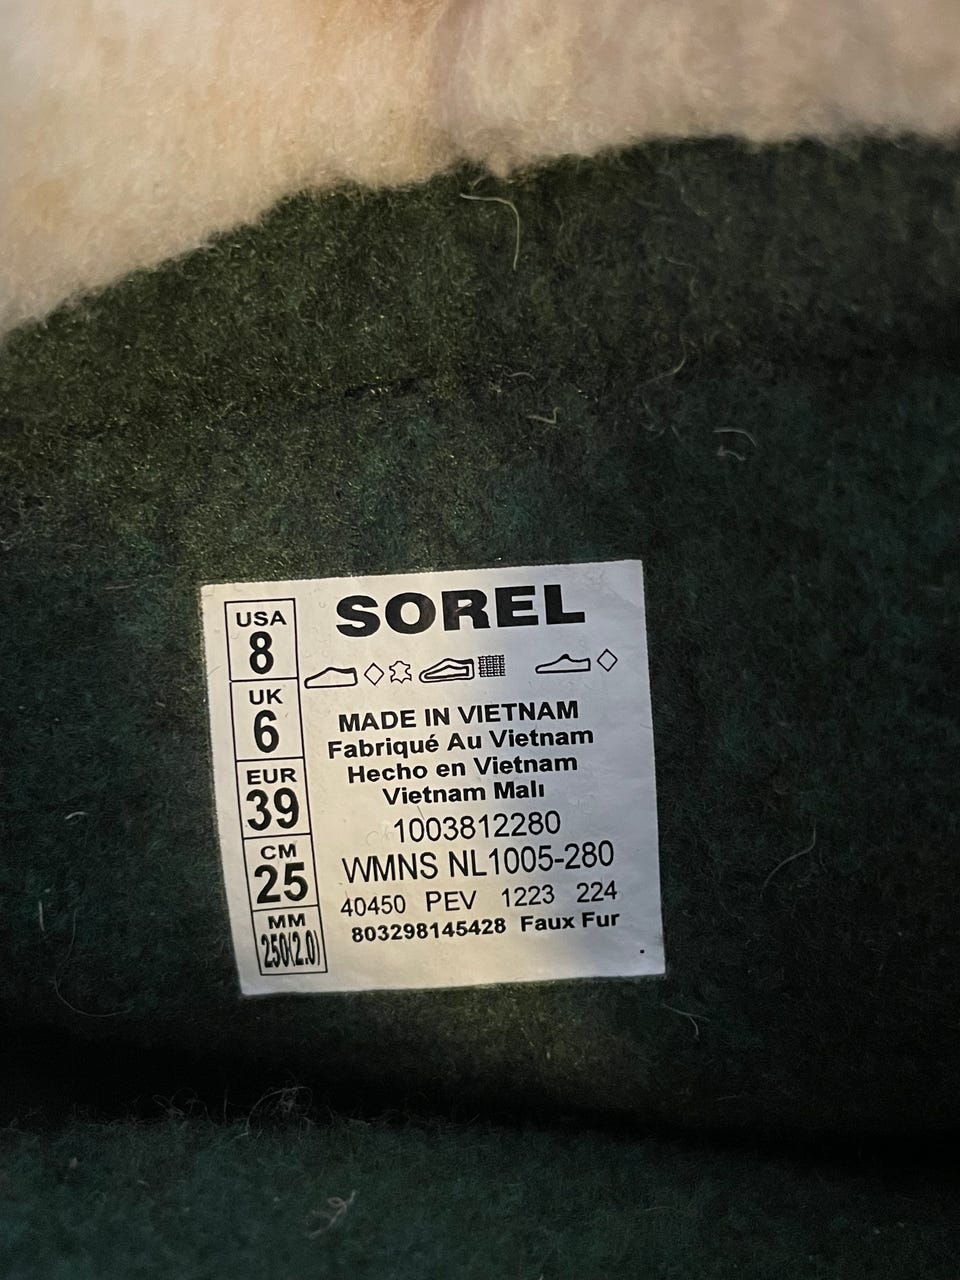 SOREL
USA
8
UK
6
EUR
39
CM
25
MM
250(2.0)
MADE IN VIETNAM
Fabriqué Au Vietnam
Hecho en Vietnam
Vietnam Malı
1003812280
WMNS NL1005-280
40450 PEV 1223 224
803298145428 Faux Fur